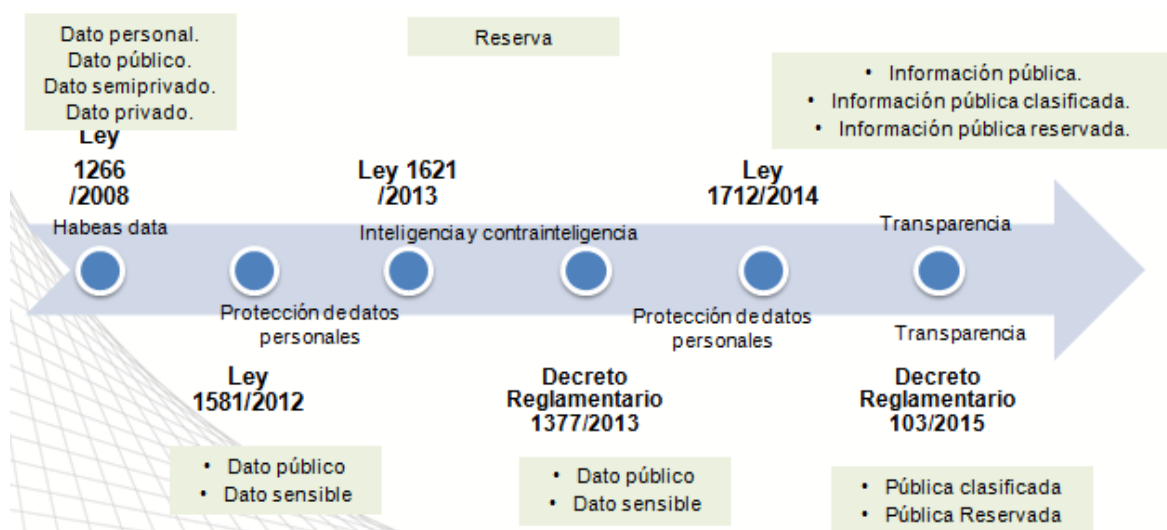 Dato personal.
Dato público.
Dato semiprivado.
Dato privado.
Reserva
• Información pública.
• Información pública clasificada.
• Información pública reservada.
Ley
1266
/2008
Ley 1621
/2013
Ley
1712/2014
Habeas data
Inteligencia y contrainteligencia
Transparencia
Protección de datos
personales
Protección de datos
personales
Transparencia
Ley
1581/2012
Decreto
Reglamentario
1377/2013
Decreto
Reglamentario
103/2015
• Dato público
• Dato sensible
• Dato público
• Dato sensible
• Pública clasificada
• Pública Reservada